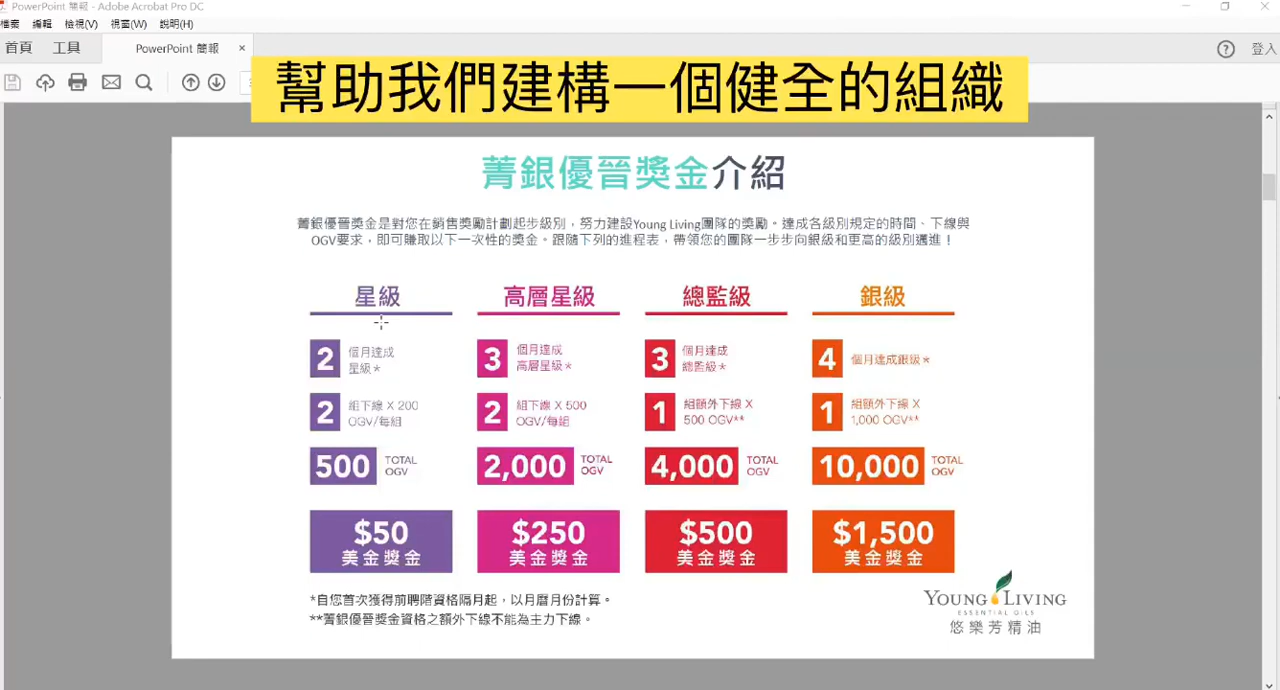 PowerPoint 簡報 - Adobe Acrobat Pro DC
檔案 編輯 檢視(V) 視窗(W) 說明(H)
首頁 工具 PowerPoint 簡報 × 登入
幫助我們建構一個健全的組織
菁銀優晉獎金介紹
菁銀優晉獎金是對您在銷售獎勵計劃起步級別，努力建設Young Living團隊的獎勵。達成各級別規定的時間、下線與
OGV要求，即可賺取以下一次性的獎金。跟隨下列的進程表，帶領您的團隊一步步向銀級和更高的級別邁進！
星級
2 個月達成
星級*
2 組下線 X 200
OGV/每組
500 TOTAL
OGV
$50
美金獎金
高層星級
3 個月達成
高層星級*
2 組下線 X 500
OGV/每組
2,000 TOTAL
OGV
$250
美金獎金
總監級
3 個月達成
總監級*
1 組額外下線 X
500 OGV**
4,000 TOTAL
OGV
$500
美金獎金
銀級
4 個月達成銀級*
1 組額外下線 X
1,000 OGV**
10,000 TOTAL
OGV
$1,500
美金獎金
*自您首次獲得前聘階資格隔月起，以月曆月份計算。
**菁銀優晉獎金資格之額外下線不能為主力下線。
YOUNG LIVING
ESSENTIAL OILS
悠樂芳精油